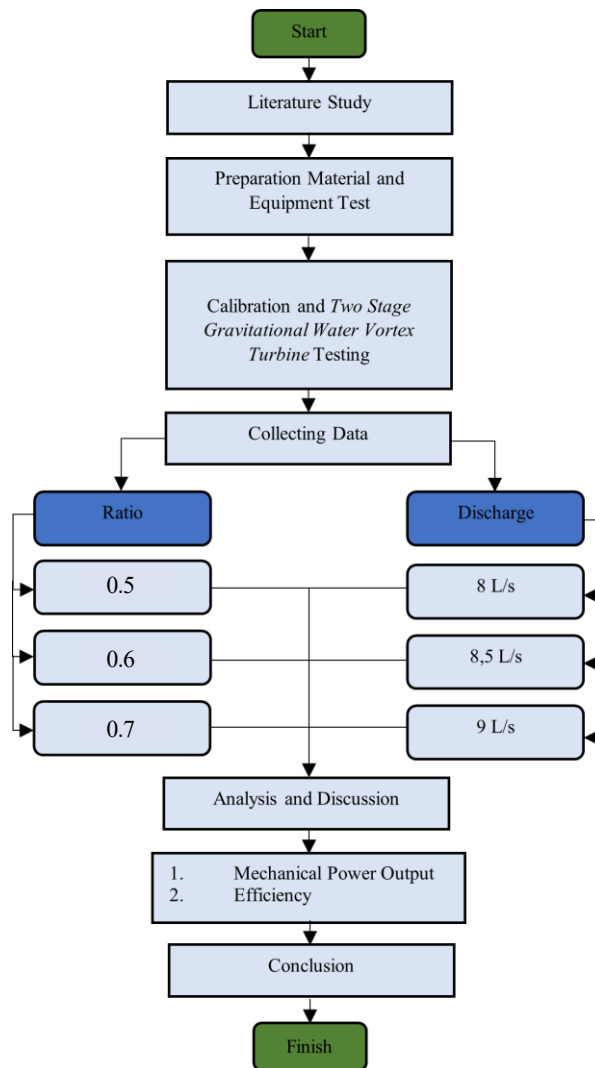 Start
Literature Study
Preparation Material and
Equipment Test
Calibration and Two Stage
Gravitational Water Vortex
Turbine Testing
Collecting Data
Ratio
Discharge
0.5
8 L/s
0.6
8,5 L/s
0.7
9 L/s
Analysis and Discussion
1. Mechanical Power Output
2. Efficiency
Conclusion
Finish